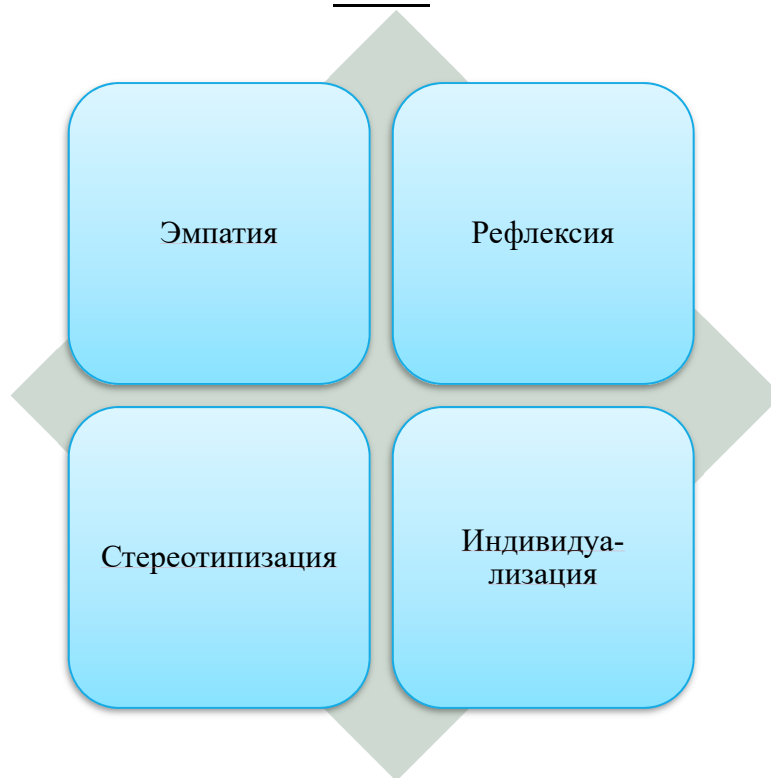 Эмпатия
Рефлексия
Стереотипизация
Индивидуа-
лизация